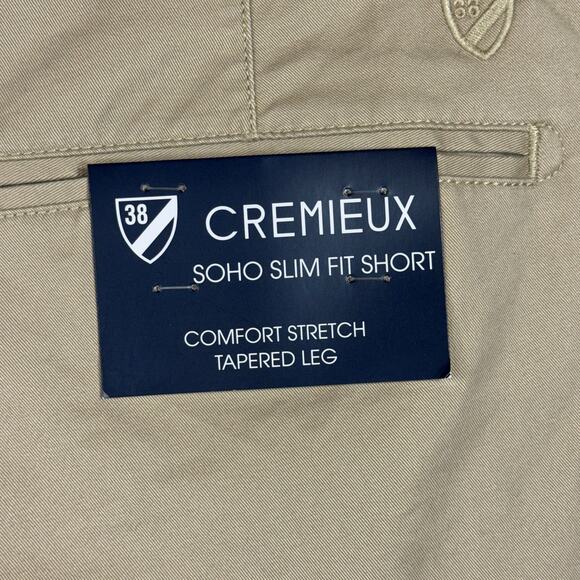 38
CREMIEUX
SOHO SLIM FIT SHORT
COMFORT STRETCH
TAPERED LEG